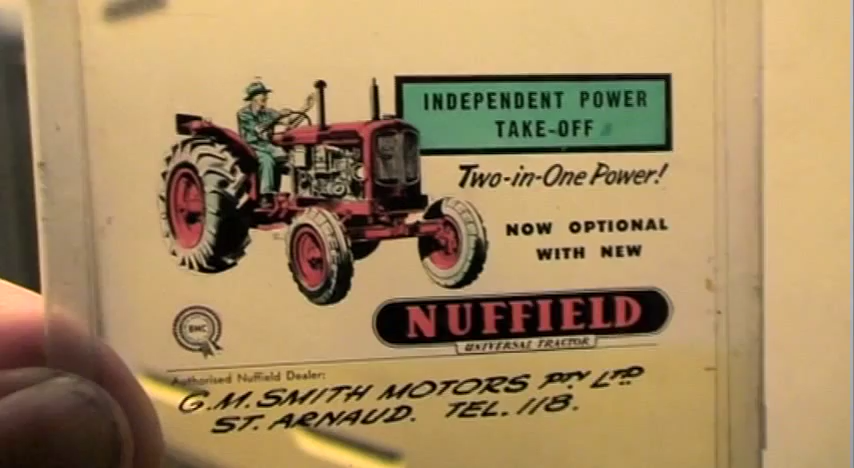 INDEPENDENT POWER
TAKE-OFF
Two-in-One Power!
NOW OPTIONAL
WITH NEW
NUFFIELD
UNIVERSAL TRACTOR
BMC
Authorised Nuffield Dealer:
G.M. SMITH MOTORS PTY LTD
ST. ARNAUD. TEL. 118.